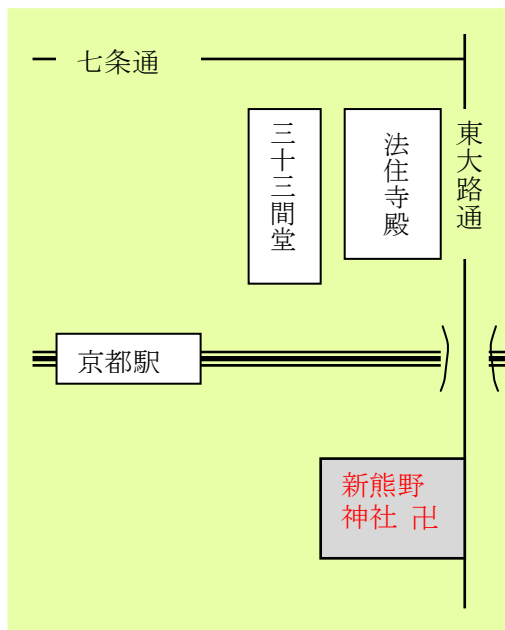 七条通
三十三間堂
法住寺殿
東大路通
京都駅
新熊野
神社 卍